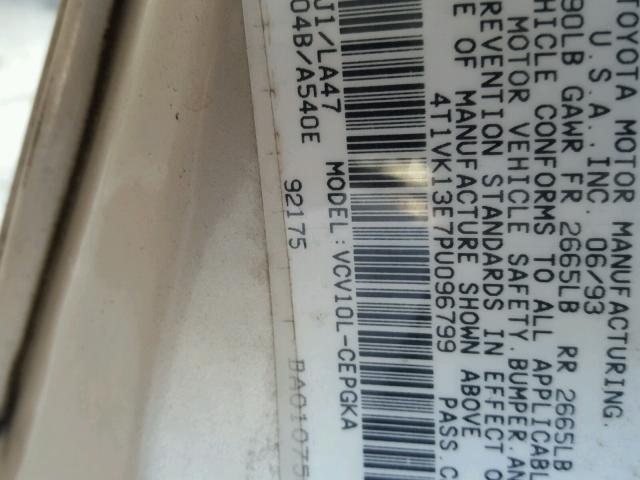 TOYOTA MOTOR MANUFACTURING,
U.S.A.,INC. 06/93
90LB GAWR FR 2665LB RR 2665LB
HICLE CONFORMS TO ALL APPLICABL
MOTOR VEHICLE SAFETY,BUMPER,AN
REVENTION STANDARDS IN EFFECT O
E OF MANUFACTURE SHOWN ABOVE
4T1VK13E7PU096799 PASS.C
MODEL:VCV10L-CEPGKA
J1/LA47
04B/A540E 92175 BA01075